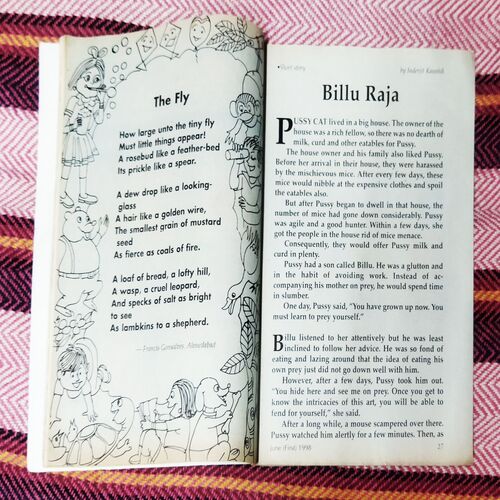 The Fly
How large unto the tiny fly
Must little things appear!
A rosebud like a feather-bed
Its prickle like a spear.
A dew drop like a looking-
glass
A hair like a golden wire,
The smallest grain of mustard
seed
As fierce as coals of fire.
A loaf of bread, a lofty hill,
A wasp, a cruel leopard,
And specks of salt as bright
to see
As lambkins to a shepherd.
— Francis Gonsalves, Ahmedabad
•Short story
by Inderjit Kaushik
Billu Raja
PUSSY CAT lived in a big house. The owner of the
house was a rich fellow, so there was no dearth of
milk, curd and other eatables for Pussy.
The house owner and his family also liked Pussy.
Before her arrival in their house, they were harassed
by the mischievous mice. After every few days, these
mice would nibble at the expensive clothes and spoil
the eatables also.
But after Pussy began to dwell in that house, the
number of mice had gone down considerably. Pussy
was agile and a good hunter. Within a few days, she
got the people in the house rid of mice menace.
Consequently, they would offer Pussy milk and
curd in plenty.
Pussy had a son called Billu. He was a glutton and
in the habit of avoiding work. Instead of ac-
companying his mother on prey, he would spend time
in slumber.
One day, Pussy said, "You have grown up now. You
must learn to prey yourself."
Billu listened to her attentively but he was least
inclined to follow her advice. He was so fond of
eating and lazing around that the idea of eating his
own prey just did not go down well with him.
However, after a few days, Pussy took him out.
"You hide here and see me on prey. Once you get to
know the intricacies of this art, you will be able to
fend for yourself," she said.
After a long while, a mouse scampered over there.
Pussy watched him alertly for a few minutes. Then, as
June (First) 1998
27